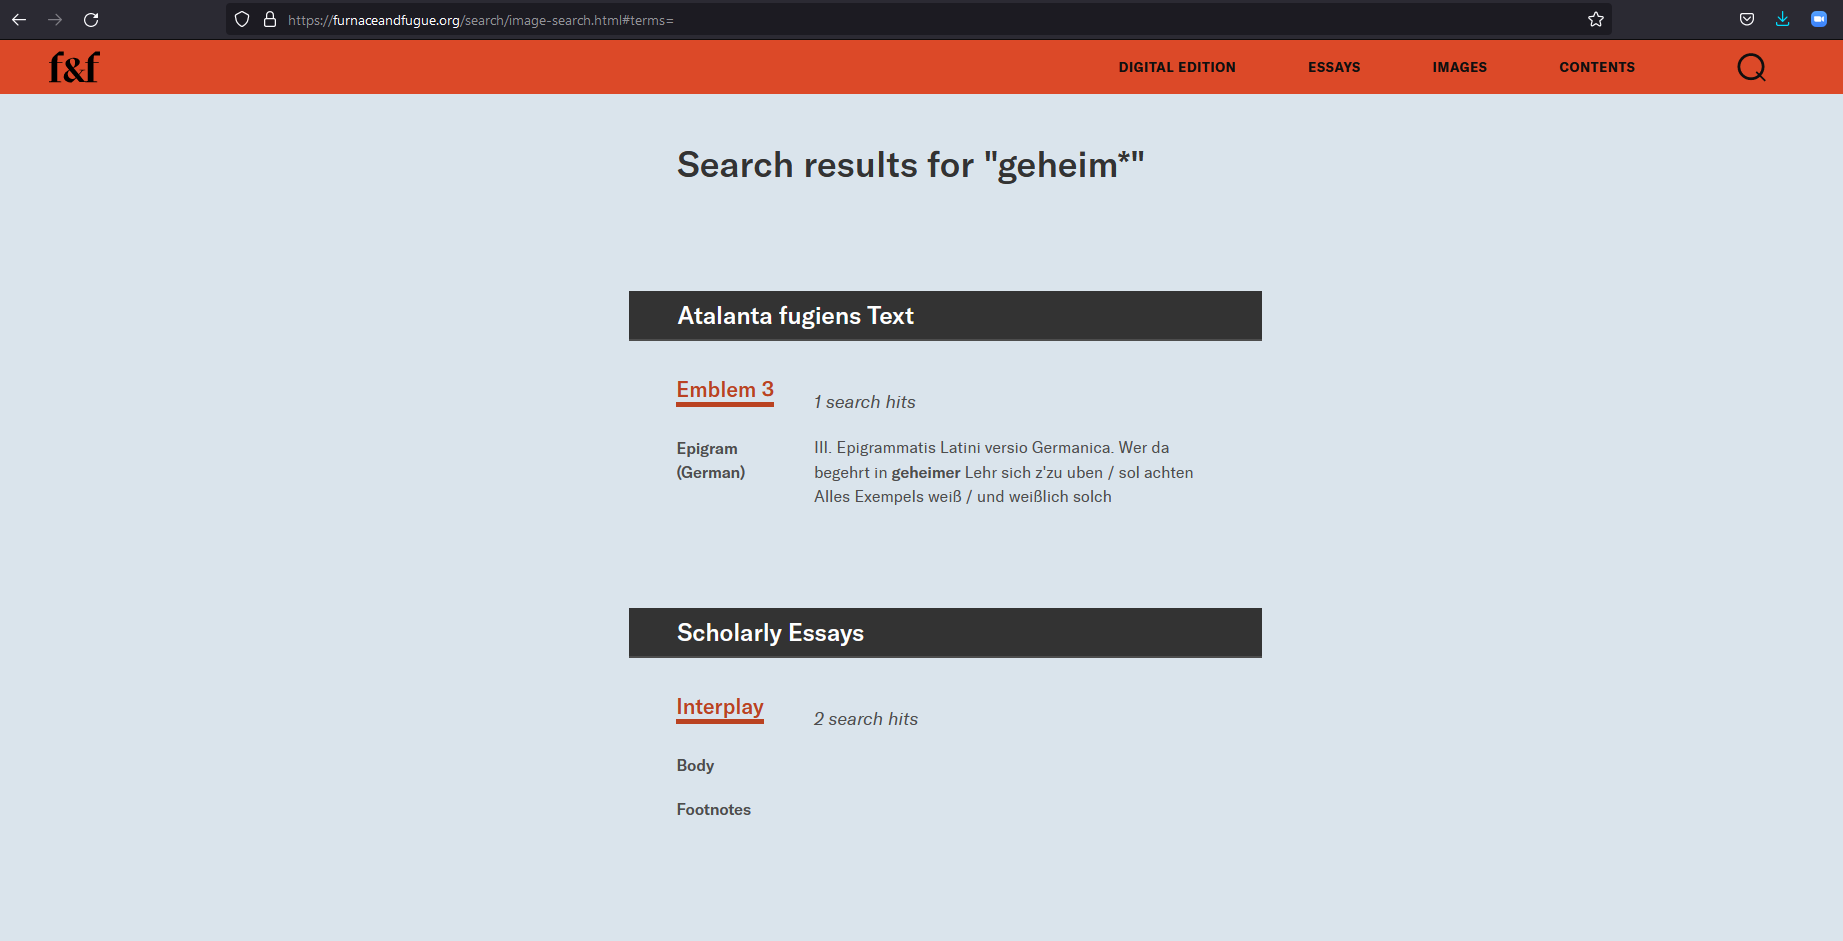 https://furnaceandfugue.org/search/image-search.html#terms=
f&f
DIGITAL EDITION
ESSAYS
IMAGES
CONTENTS
Search results for "geheim*"
Atalanta fugiens Text
Emblem 3
1 search hits
Epigram
(German)
III. Epigrammatis Latini versio Germanica. Wer da
begehrt in geheimer Lehr sich z'zu uben / sol achten
Alles Exempels weiß / und weißlich solch
Scholarly Essays
Interplay
2 search hits
Body
Footnotes